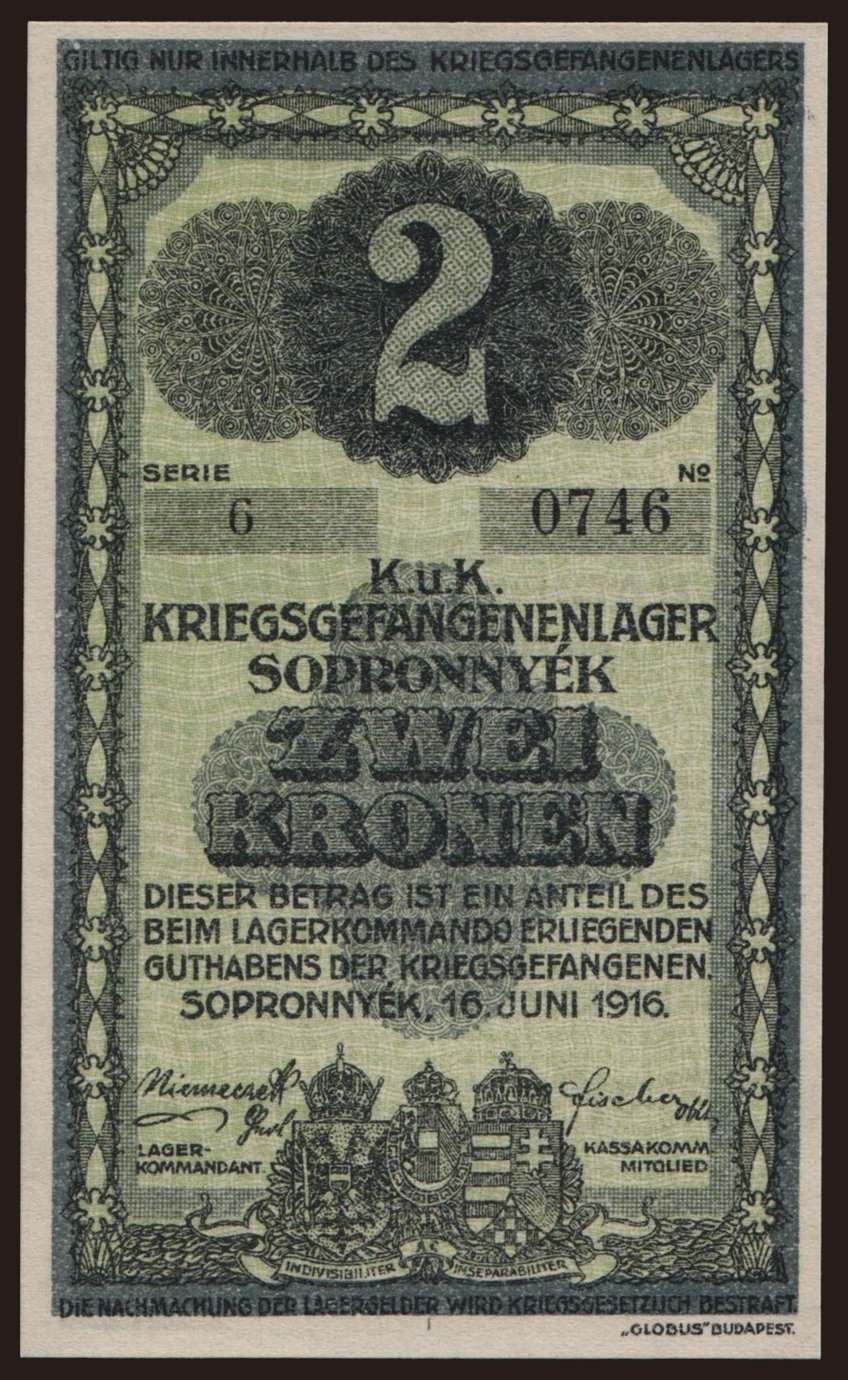 GILTIG NUR INNERHALB DES KRIEGSGEFANGENENLAGERS
2
SERIE
Nº
6
0746
K.u.K.
KRIEGSGEFANGENENLAGER
SOPRONNYÉK
ZWEI
KRONEN
DIESER BETRAG IST EIN ANTEIL DES
BEIM LAGERKOMMANDO ERLIEGENDEN
GUTHABENS DER KRIEGSGEFANGENEN.
SOPRONNYÉK, 16. JUNI 1916.
Fischer
LAGER-
KOMMANDANT.
KASSAKOMM
MITGLIED
INDIVISIBILITER
INSEPARABILITER
DIE NACHMACHUNG DER LAGERGELDER WIRD KRIEGSGESETZLICH BESTRAFT.
„GLOBUS" BUDAPEST.